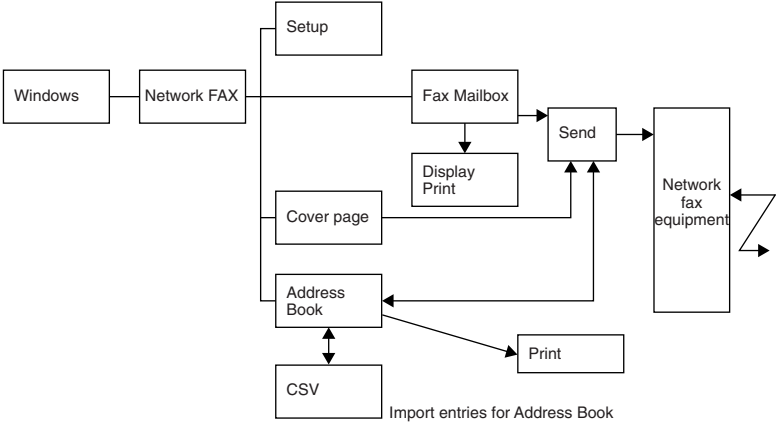 Setup
Windows
Network FAX
Fax Mailbox
Send
Display
Print
Network
fax
equipment
Cover page
Address
Book
Print
CSV
Import entries for Address Book